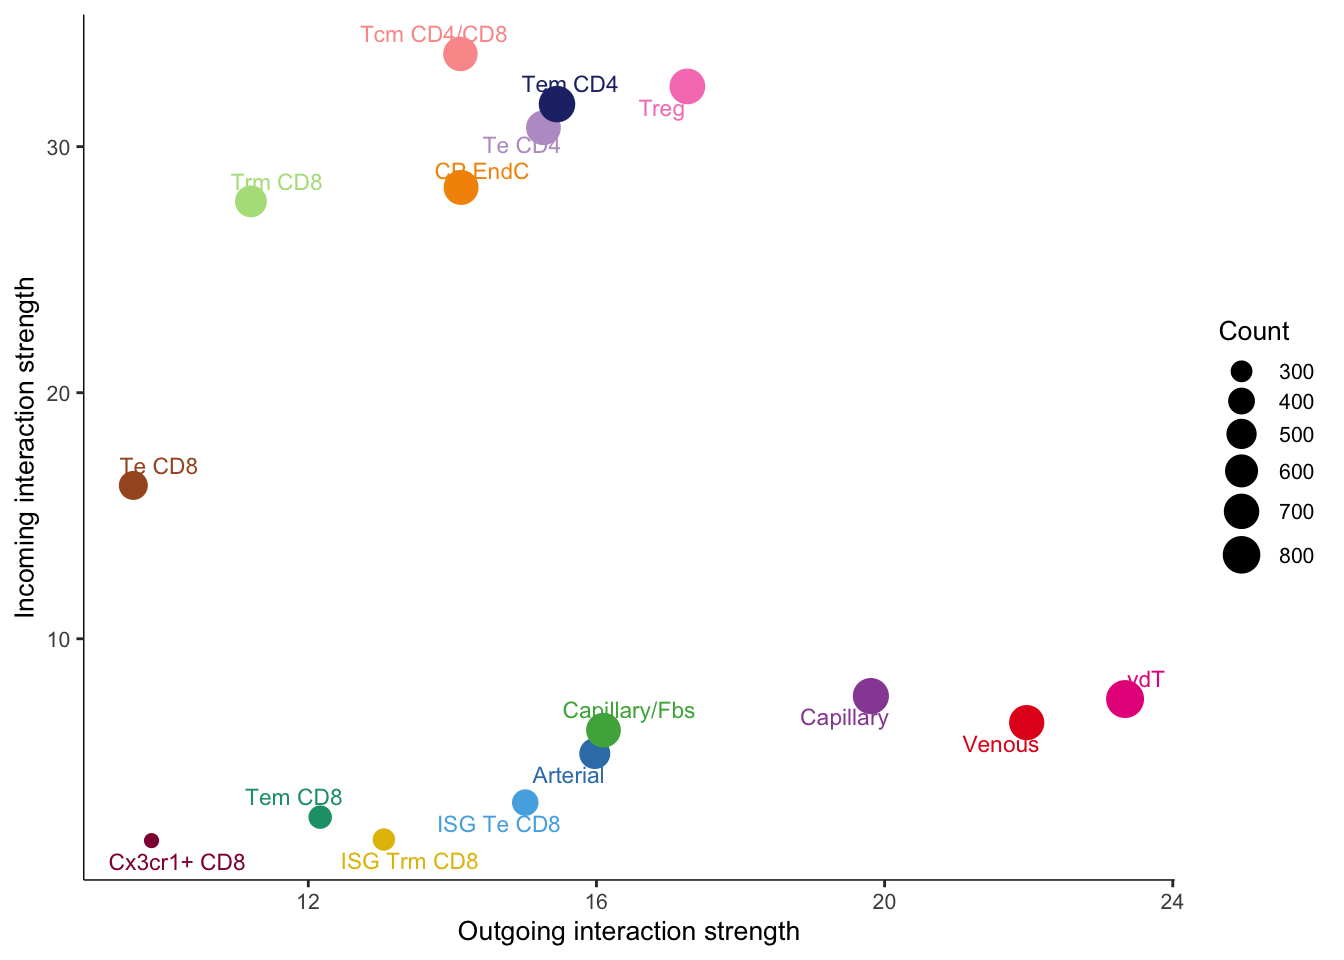 Tcm CD4/CD8
Tem CD4
Treg
Te CD4
CP EndC
Trm CD8
Te CD8
γdT
Capillary/Fbs
Capillary
Venous
Arterial
Tem CD8
ISG Te CD8
Cx3cr1+ CD8
ISG Trm CD8
30
20
10
12
16
20
24
Incoming interaction strength
Outgoing interaction strength
Count
300
400
500
600
700
800